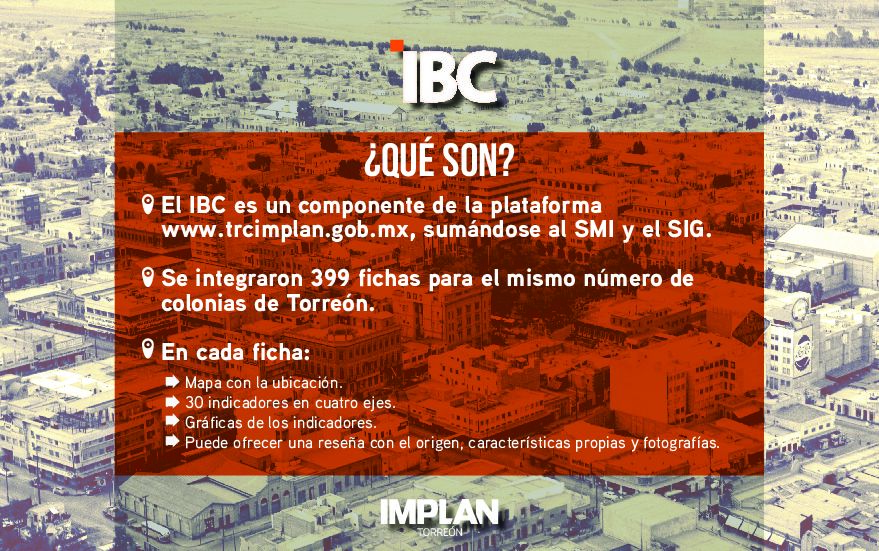 IBC
¿QUÉ SON?
El IBC es un componente de la plataforma
www.trcimplan.gob.mx, sumándose al SMI y el SIG.
Se integraron 399 fichas para el mismo número de
colonias de Torreón.
En cada ficha:
Mapa con la ubicación.
30 indicadores en cuatro ejes.
Gráficas de los indicadores.
Puede ofrecer una reseña con el origen, características propias y fotografías.
IMPLAN
TORREÓN